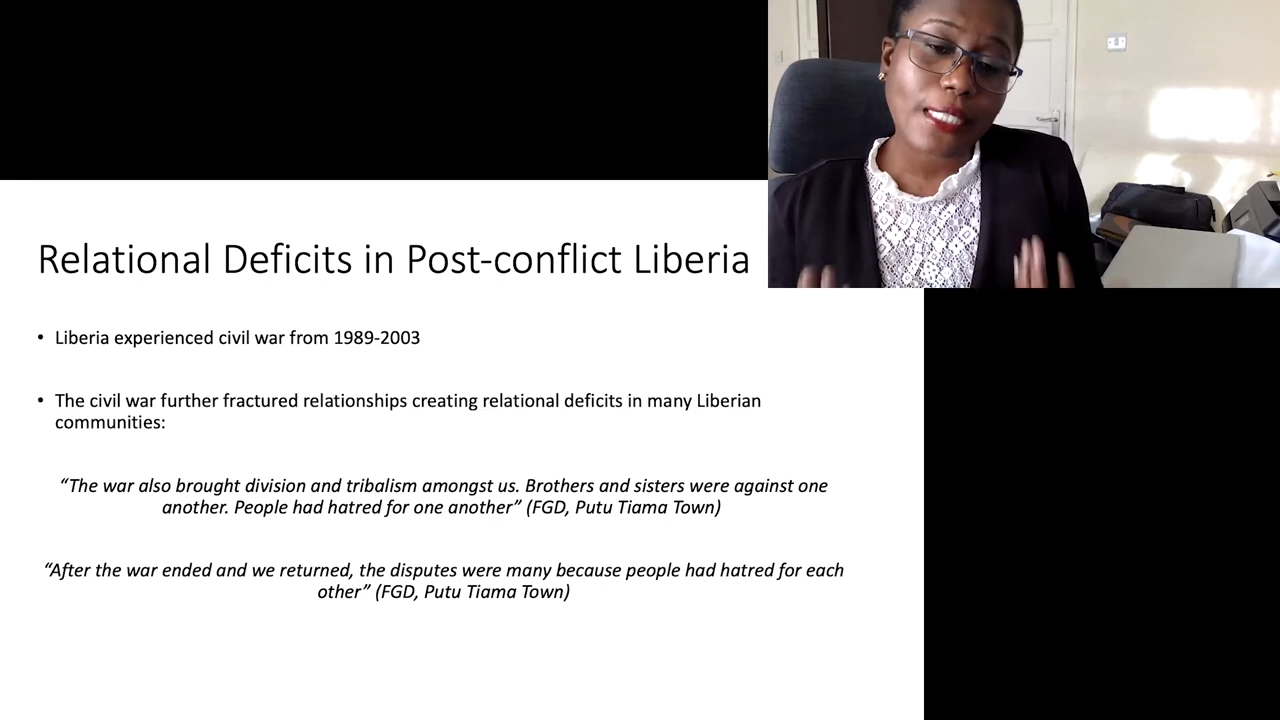 Relational Deficits in Post-conflict Liberia
• Liberia experienced civil war from 1989-2003
• The civil war further fractured relationships creating relational deficits in many Liberian
communities:
“The war also brought division and tribalism amongst us. Brothers and sisters were against one
another. People had hatred for one another” (FGD, Putu Tiama Town)
“After the war ended and we returned, the disputes were many because people had hatred for each
other” (FGD, Putu Tiama Town)